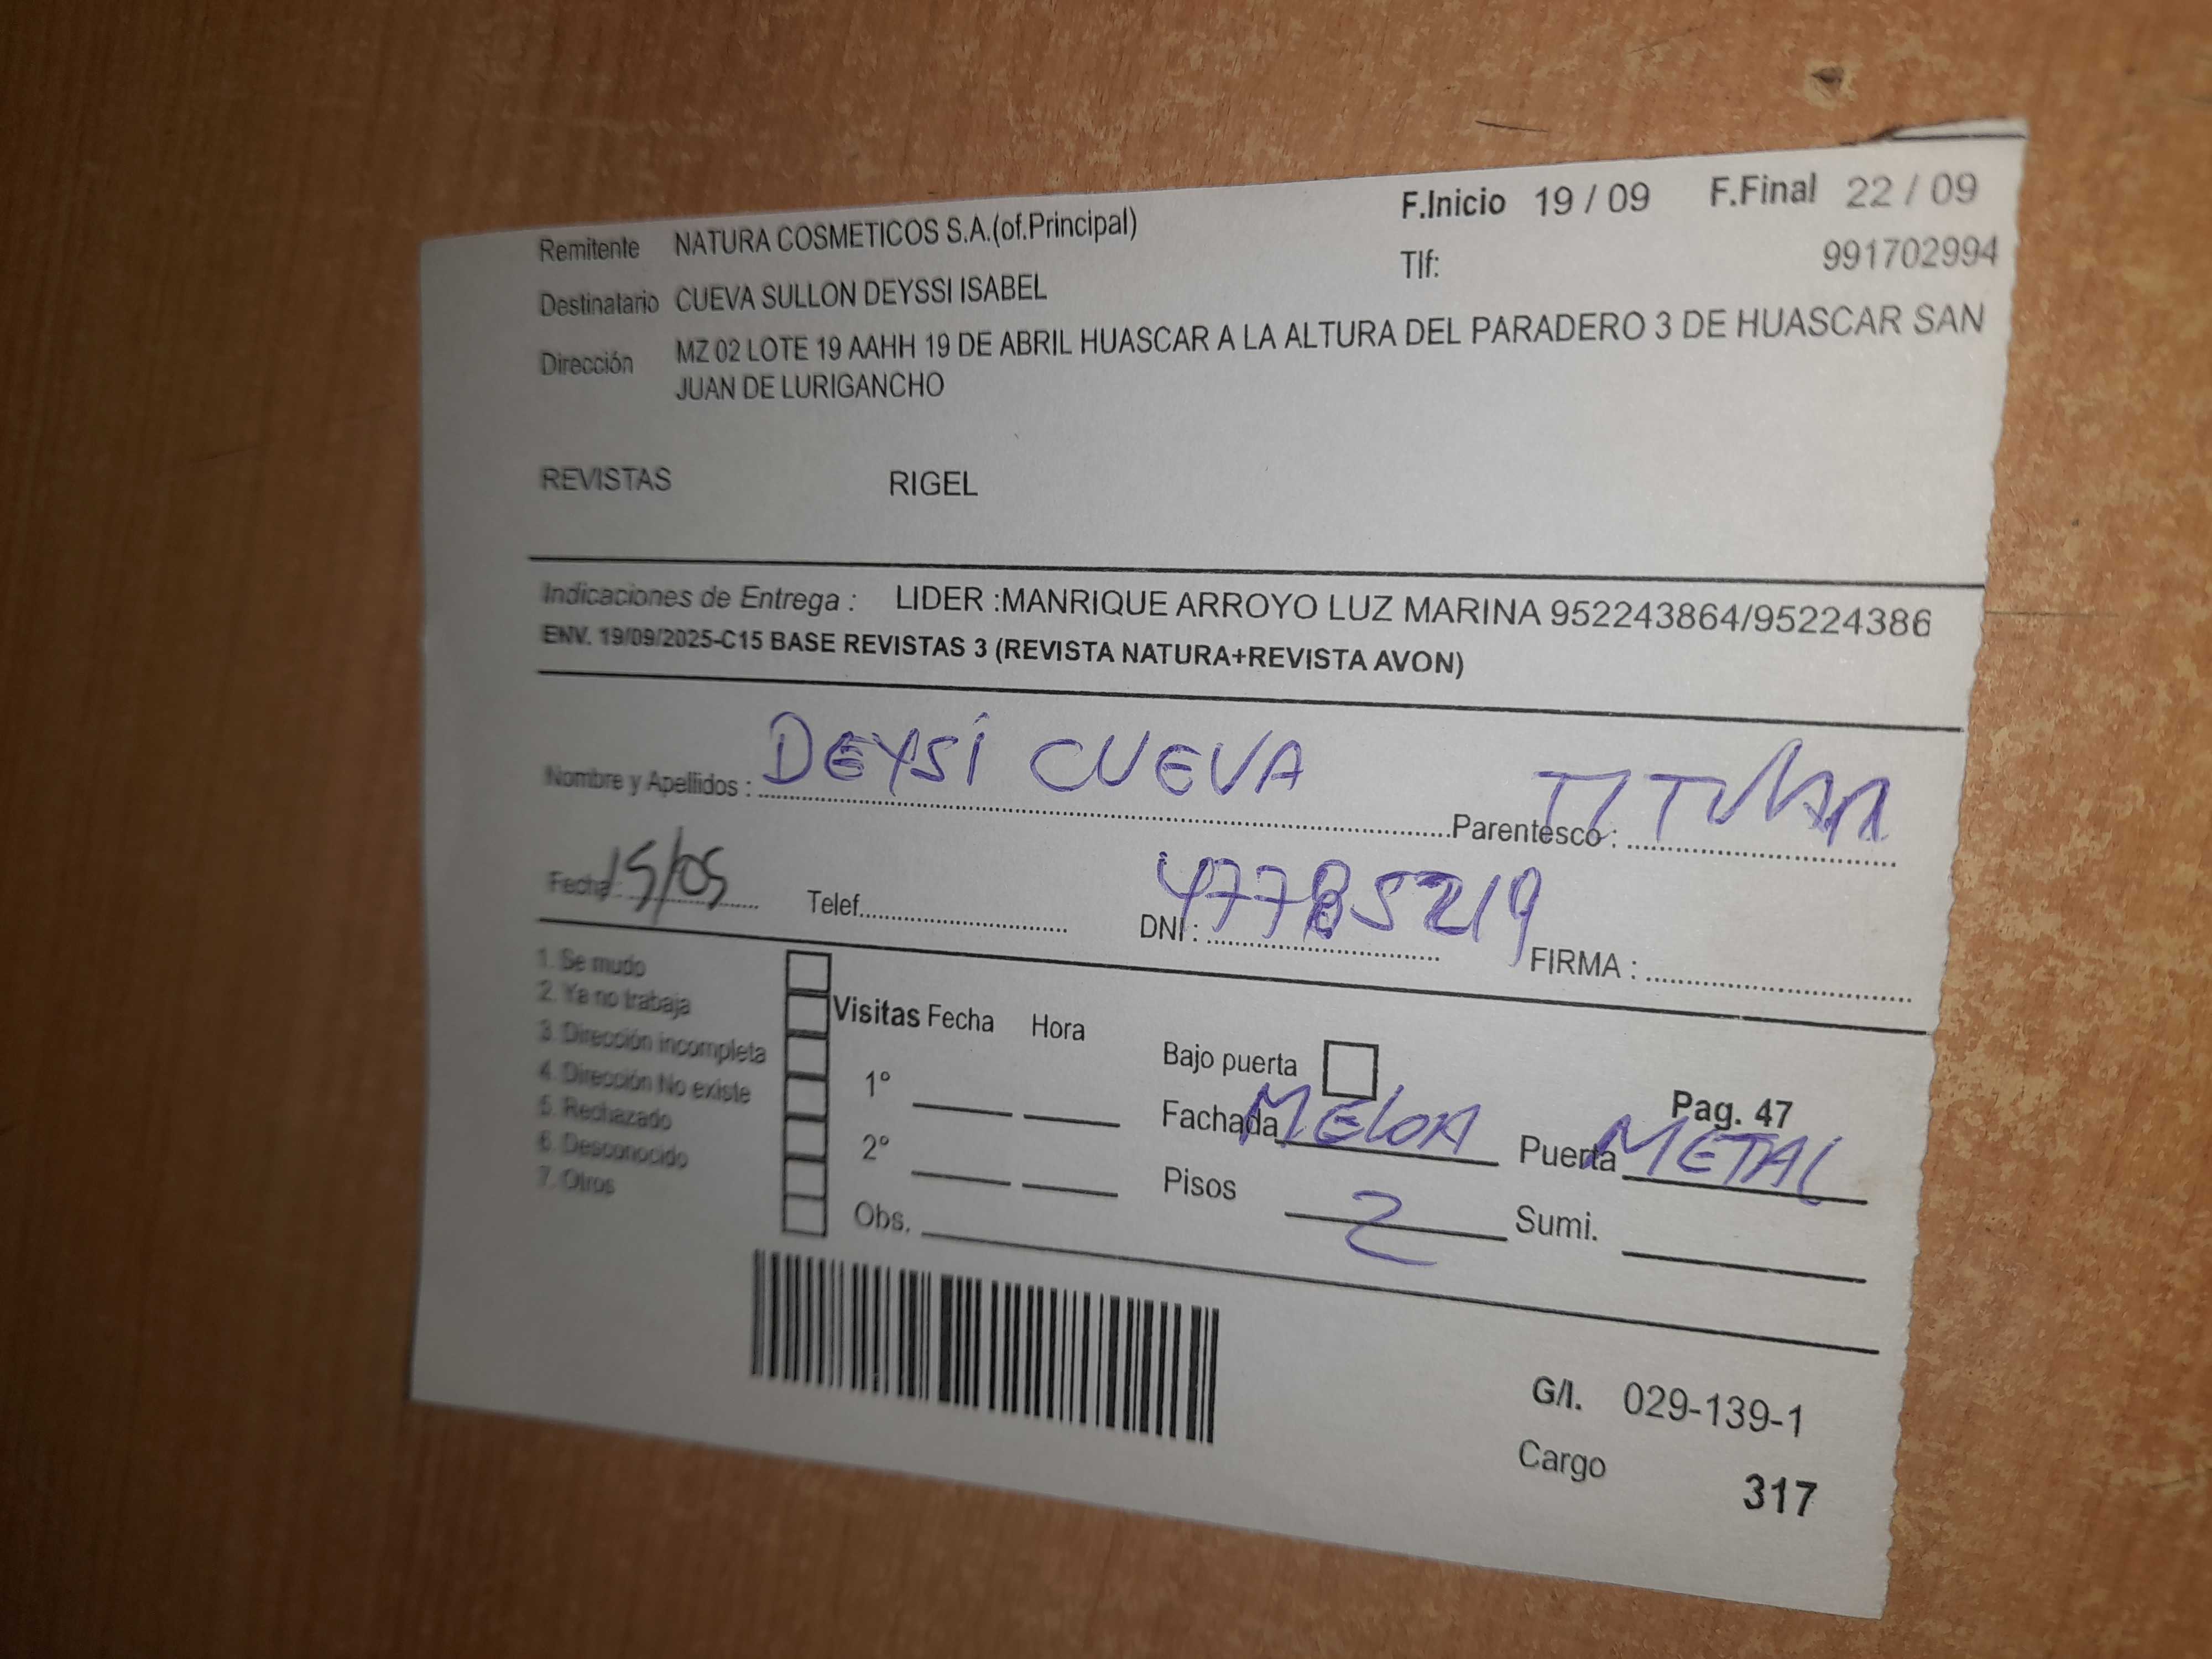 F.Inicio 19 / 09 F.Final 22 / 09
Remitente NATURA COSMETICOS S.A.(of.Principal)
Tlf: 991702994
Destinatario CUEVA SULLON DEYSSI ISABEL
Dirección MZ 02 LOTE 19 AAHH 19 DE ABRIL HUASCAR A LA ALTURA DEL PARADERO 3 DE HUASCAR SAN
JUAN DE LURIGANCHO
REVISTAS RIGEL
Indicaciones de Entrega : LIDER :MANRIQUE ARROYO LUZ MARINA 952243864/95224386
ENV. 19/09/2025-C15 BASE REVISTAS 3 (REVISTA NATURA+REVISTA AVON)
Nombre y Apellidos : DEYSI CUEVA Parentesco :
Fecha : Telef. DNI : 47785219 FIRMA :
1. Se mudo
2. Ya no trabaja
3. Dirección incompleta
4. Dirección No existe
5. Rechazado
6. Desconocido
7. Otros
Visitas Fecha Hora
1°
2°
Obs.
Bajo puerta
Pag. 47
Fachada Puerta METAL
Pisos 2 Sumi.
G/l. 029-139-1
Cargo 317